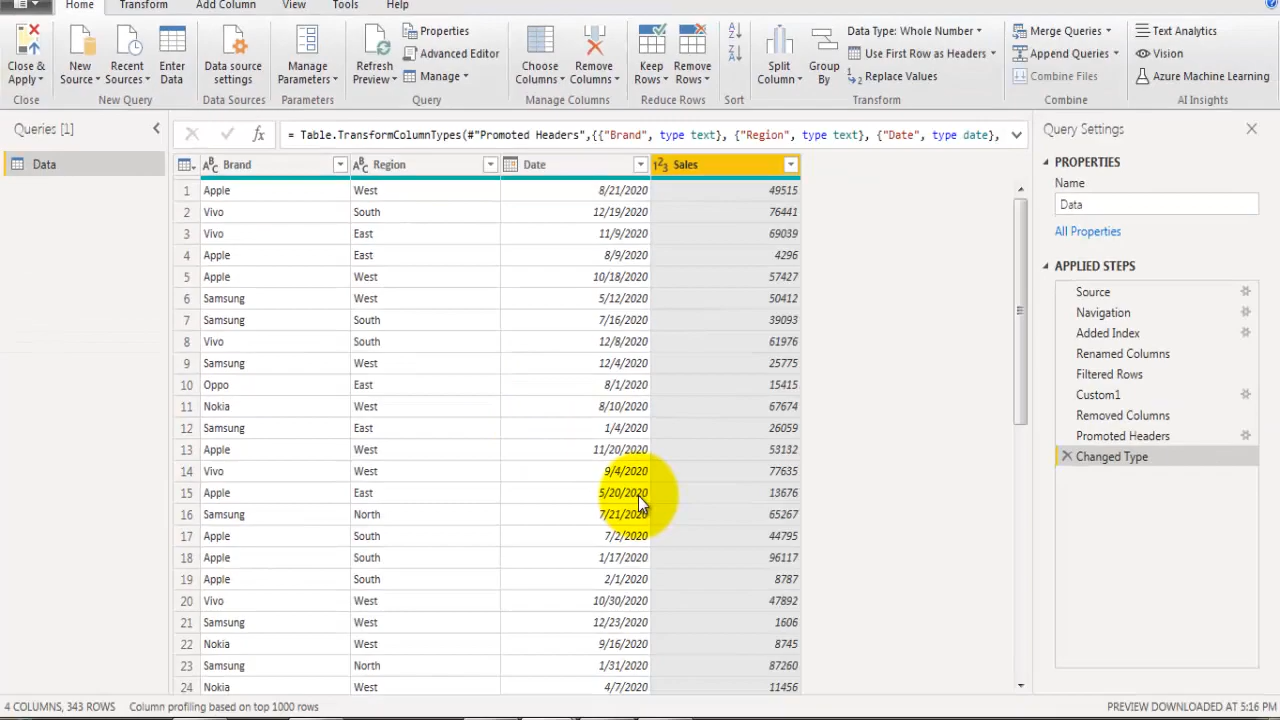 Home Transform Add Column View Tools Help
Close & Apply
New Source
Recent Sources
Enter Data
Data source settings
Manage Parameters
Refresh Preview
Properties
Advanced Editor
Manage
Choose Columns
Remove Columns
Keep Rows
Remove Rows
Split Column
Group By
Data Type: Whole Number
Use First Row as Headers
Replace Values
Merge Queries
Append Queries
Combine Files
Text Analytics
Vision
Azure Machine Learning
Close New Query Data Sources Parameters Query Manage Columns Reduce Rows Sort Transform Combine AI Insights
Queries [1]
Data
= Table.TransformColumnTypes(#"Promoted Headers",{{"Brand", type text}, {"Region", type text}, {"Date", type date},
Brand Region Date Sales
1 Apple West 8/21/2020 49515
2 Vivo South 12/19/2020 76441
3 Vivo East 11/9/2020 69039
4 Apple East 8/9/2020 4296
5 Apple West 10/18/2020 57427
6 Samsung West 5/12/2020 50412
7 Samsung South 7/16/2020 39093
8 Vivo South 12/8/2020 61976
9 Samsung West 12/4/2020 25775
10 Oppo East 8/1/2020 15415
11 Nokia West 8/10/2020 67674
12 Samsung East 1/4/2020 26059
13 Apple West 11/20/2020 53132
14 Vivo West 9/4/2020 77635
15 Apple East 5/20/2020 13676
16 Samsung North 7/21/2020 65267
17 Apple South 7/2/2020 44795
18 Apple South 1/17/2020 96117
19 Apple South 2/1/2020 8787
20 Vivo West 10/30/2020 47892
21 Samsung West 12/23/2020 1606
22 Nokia West 9/16/2020 8745
23 Samsung North 1/31/2020 87260
24 Nokia West 4/7/2020 11456
Query Settings
PROPERTIES
Name
Data
All Properties
APPLIED STEPS
Source
Navigation
Added Index
Renamed Columns
Filtered Rows
Custom1
Removed Columns
Promoted Headers
Changed Type
4 COLUMNS, 343 ROWS Column profiling based on top 1000 rows
PREVIEW DOWNLOADED AT 5:16 PM